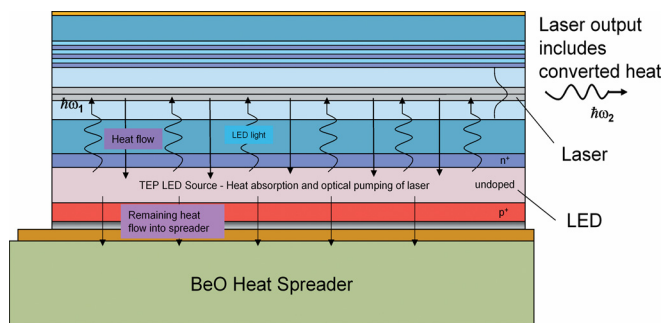 Laser output
includes
converted heat
ħω₁
ħω₂
Heat flow
LED light
Laser
n⁺
TEP LED Source - Heat absorption and optical pumping of laser
undoped
LED
p⁺
Remaining heat
flow into spreader
BeO Heat Spreader